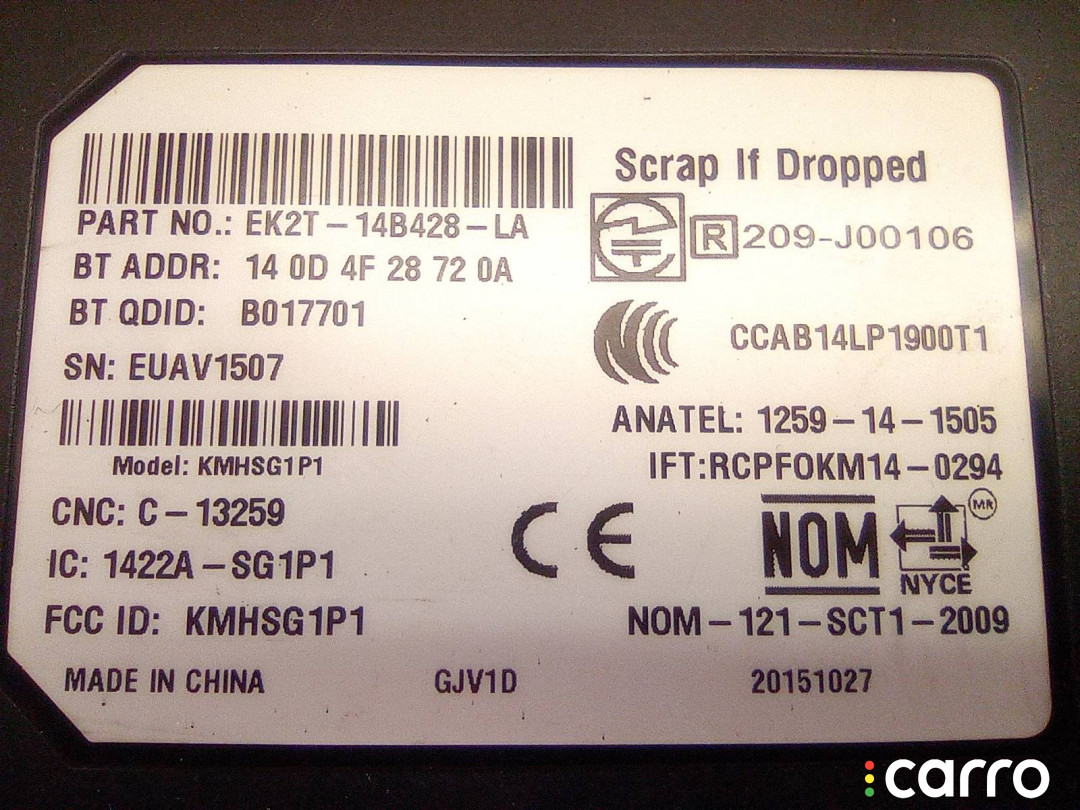 Scrap If Dropped
PART NO.: EK2T-14B428-LA
R 209-J00106
BT ADDR: 14 0D 4F 28 72 0A
BT QDID: B017701
CCAB14LP1900T1
SN: EUAV1507
ANATEL: 1259-14-1505
Model: KMHSG1P1
IFT:RCPFOKM14-0294
CNC: C-13259
CE
NOM
MR
NYCE
IC: 1422A-SG1P1
FCC ID: KMHSG1P1
NOM-121-SCT1-2009
MADE IN CHINA
GJV1D
20151027
carro